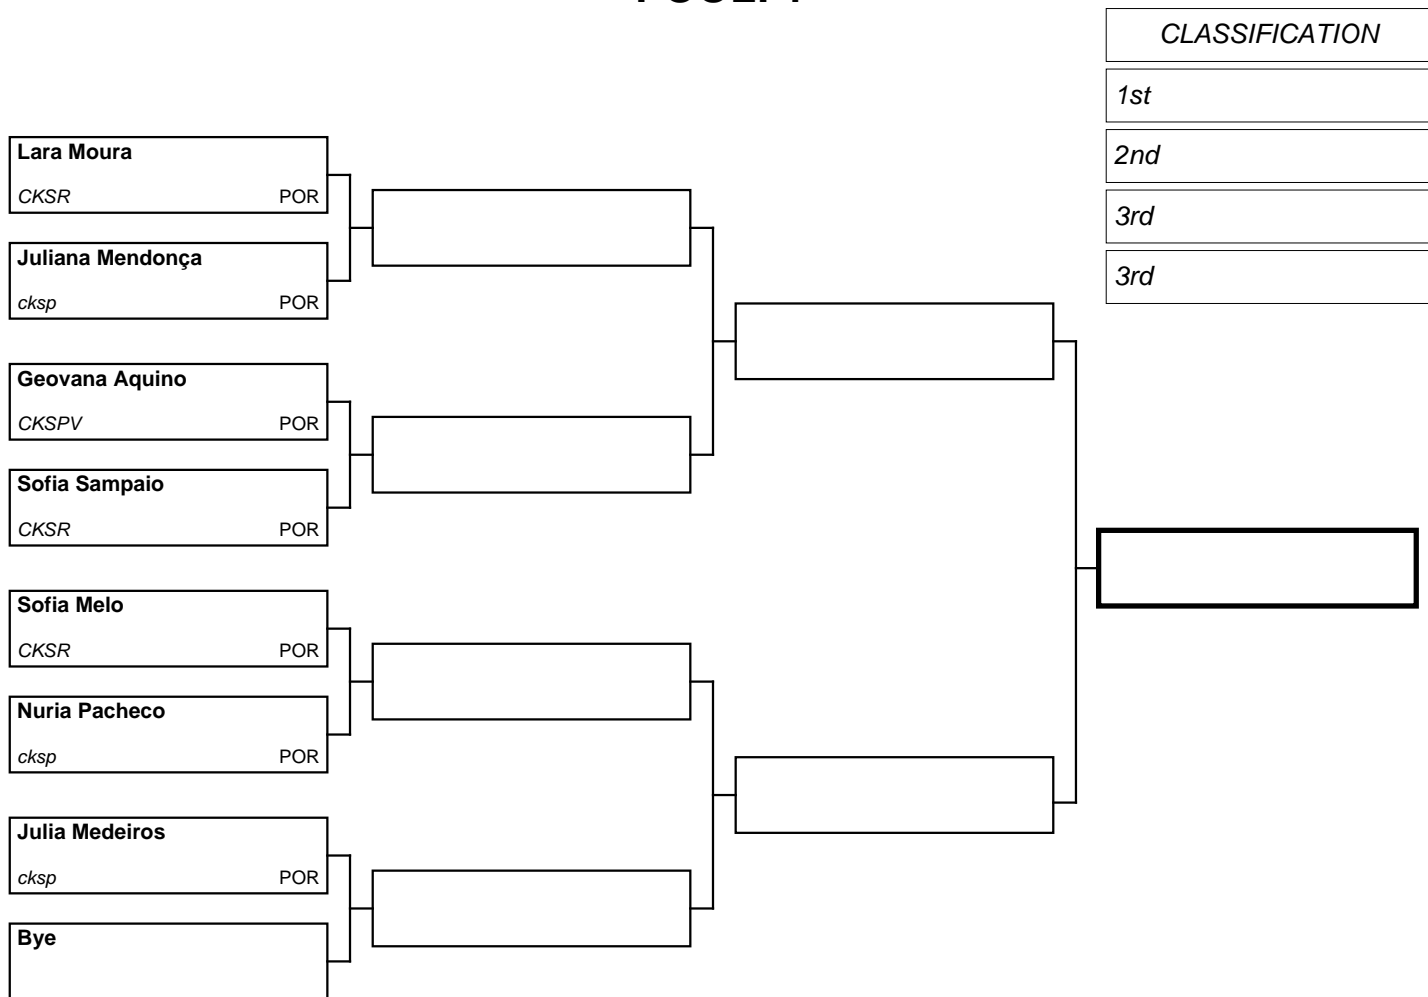 CLASSIFICATION
1st
2nd
3rd
3rd
Lara Moura
CKSR POR
Juliana Mendonça
cksp POR
Geovana Aquino
CKSPV POR
Sofia Sampaio
CKSR POR
Sofia Melo
CKSR POR
Nuria Pacheco
cksp POR
Julia Medeiros
cksp POR
Bye